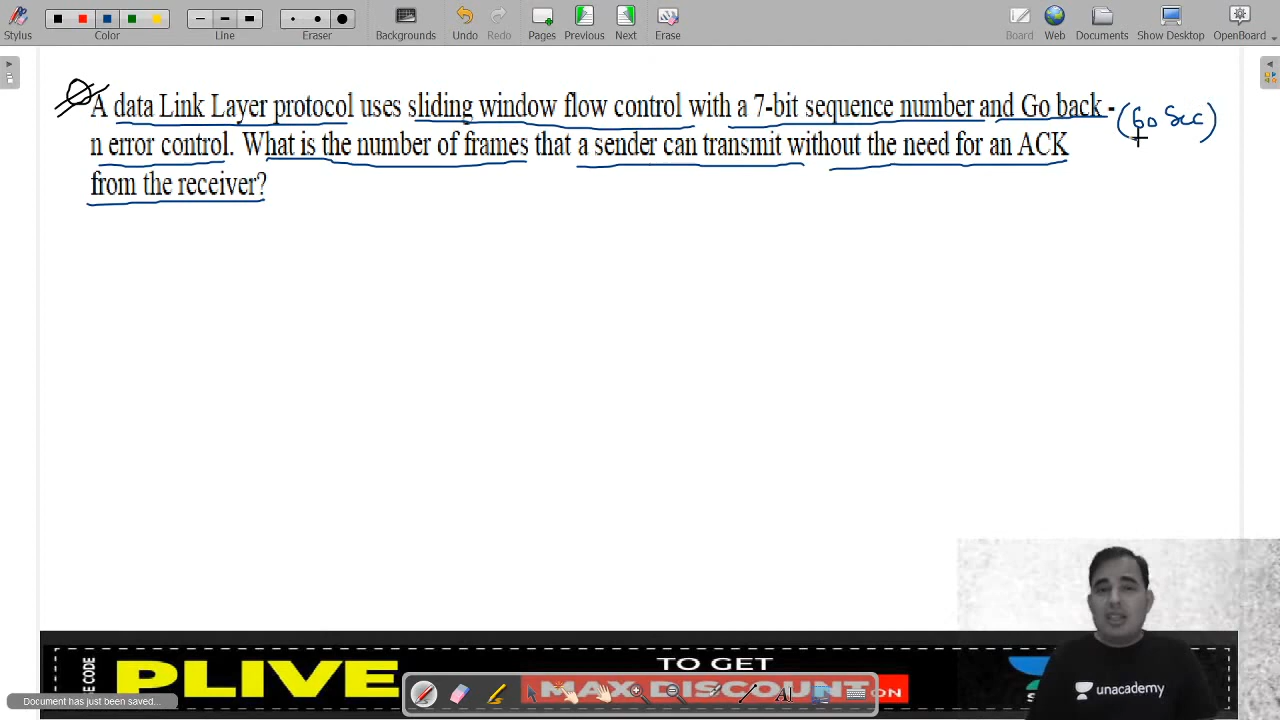 Stylus
Color
Line
Eraser
Backgrounds
Undo
Redo
Pages
Previous
Next
Erase
Board
Web
Documents
Show Desktop
OpenBoard
Q A data Link Layer protocol uses sliding window flow control with a 7-bit sequence number and Go back - (60 Sec)
n error control. What is the number of frames that a sender can transmit without the need for an ACK
from the receiver?
CODE
PLIVE
TO GET
MAX DISCOUNT
ON
unacademy
Document has just been saved...